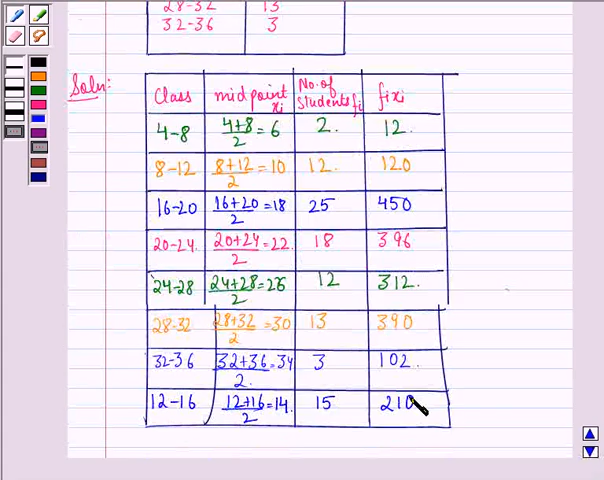 28-32 13
32-36 3
Soln:
Class midpoint xi No. of students fi fixi
4-8 4+8/2 = 6 2. 12.
8-12 8+12/2 = 10 12. 120
16-20 16+20/2 = 18 25 450
20-24. 20+24/2 = 22. 18 396
24-28 24+28/2 = 26 12 312.
28-32 28+32/2 = 30 13 390
32-36 32+36/2. = 34 3 102.
12-16 12+16/2 = 14. 15 210